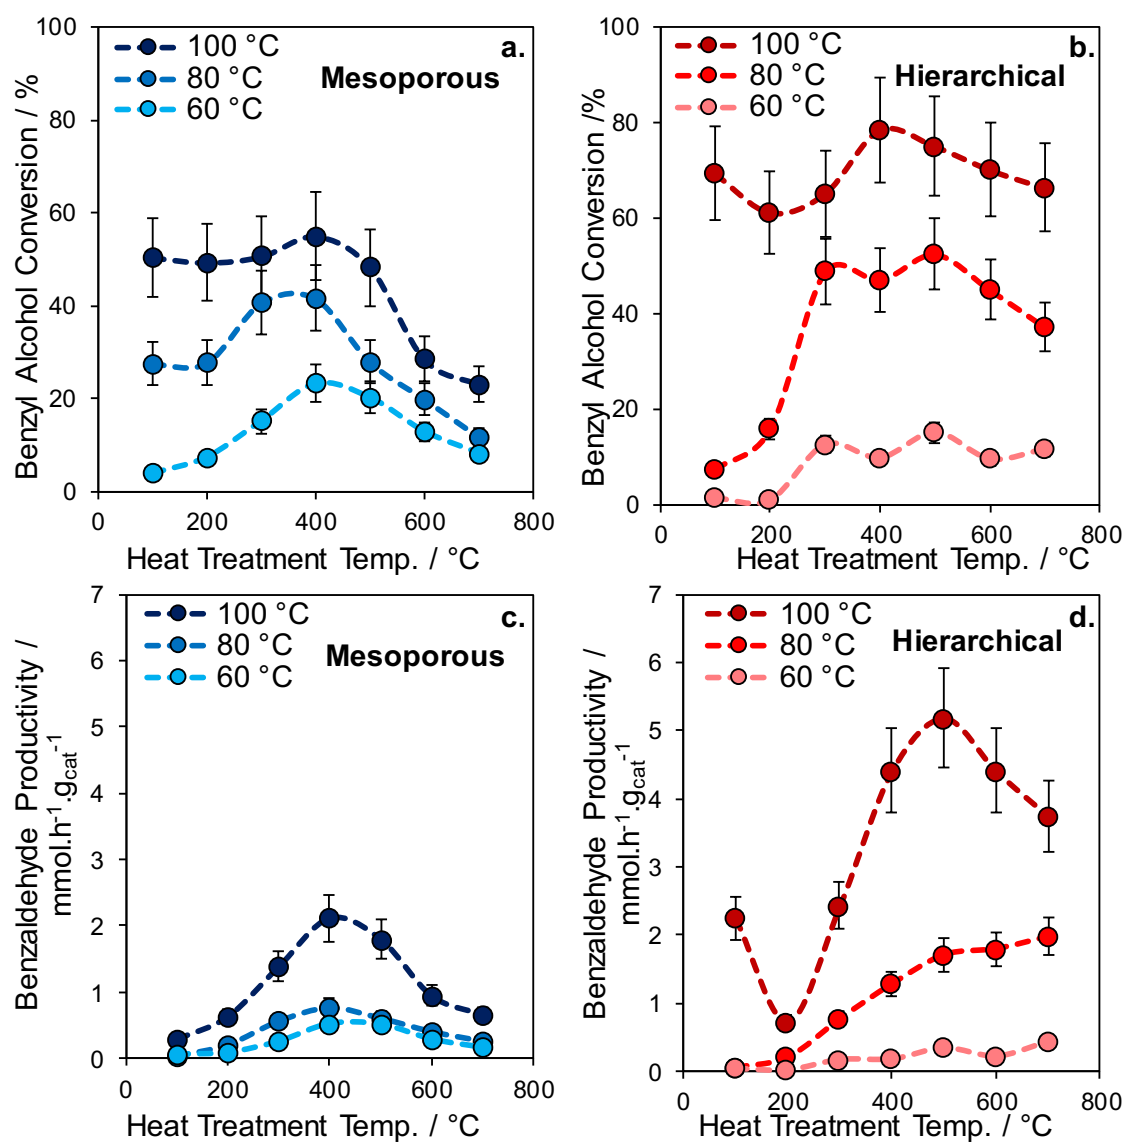 100
80
60
40
20
0
0 200 400 600 800
Benzyl Alcohol Conversion / %
Heat Treatment Temp. / °C
100 °C
80 °C
60 °C
a.
Mesoporous
100
80
60
40
20
0
0 200 400 600 800
Benzyl Alcohol Conversion /%
Heat Treatment Temp. / °C
100 °C
80 °C
60 °C
b.
Hierarchical
7
6
5
4
3
2
1
0
0 200 400 600 800
Benzaldehyde Productivity /
mmol.h⁻¹.g_cat⁻¹
Heat Treatment Temp. / °C
100 °C
80 °C
60 °C
c.
Mesoporous
7
6
5
4
3
2
1
0
0 200 400 600 800
Benzaldehyde Productivity /
mmol.h⁻¹.g_cat⁻¹
Heat Treatment Temp. / °C
100 °C
80 °C
60 °C
d.
Hierarchical